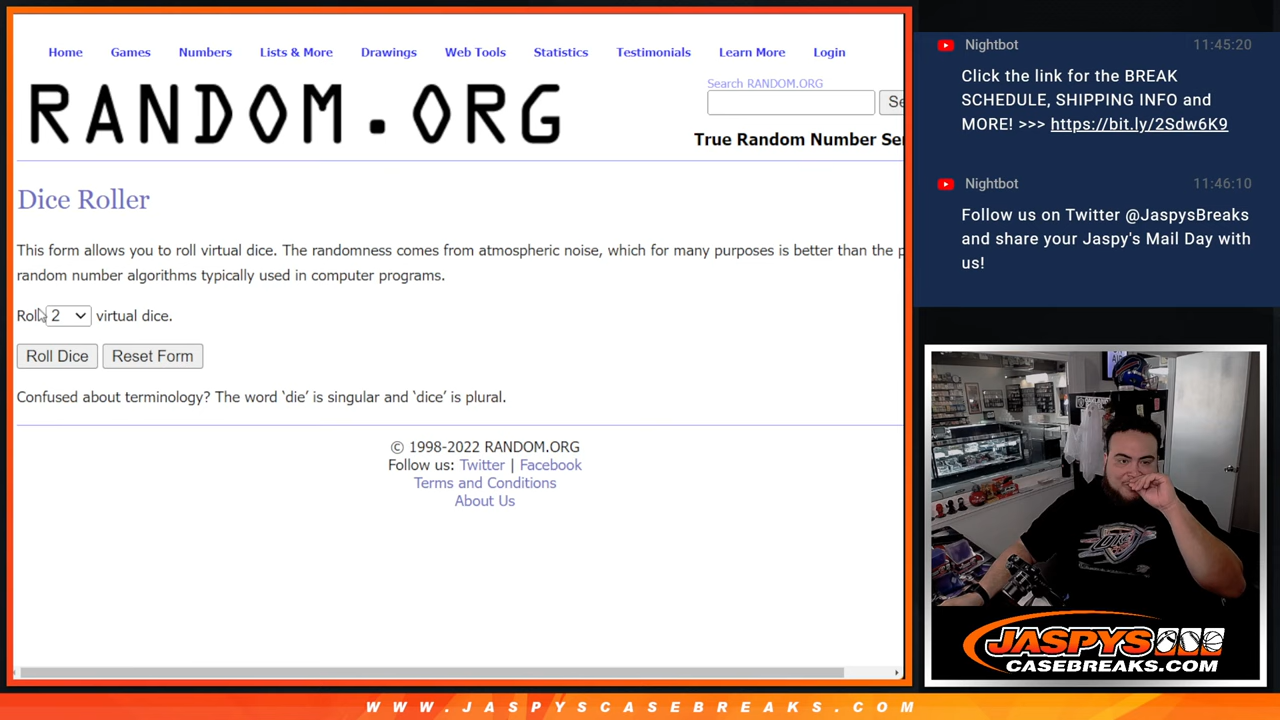 Home Games Numbers Lists & More Drawings Web Tools Statistics Testimonials Learn More Login
RANDOM.ORG
Search RANDOM.ORG
Se
True Random Number Ser
Dice Roller
This form allows you to roll virtual dice. The randomness comes from atmospheric noise, which for many purposes is better than the p
random number algorithms typically used in computer programs.
Roll 2 virtual dice.
Roll Dice Reset Form
Confused about terminology? The word ‘die’ is singular and ‘dice’ is plural.
© 1998-2022 RANDOM.ORG
Follow us: Twitter | Facebook
Terms and Conditions
About Us
Nightbot 11:45:20
Click the link for the BREAK
SCHEDULE, SHIPPING INFO and
MORE! >>> https://bit.ly/2Sdw6K9
Nightbot 11:46:10
Follow us on Twitter @JaspysBreaks
and share your Jaspy's Mail Day with
us!
OKC
JASPYS
CASEBREAKS.COM
WWW.JASPYSCASEBREAKS.COM